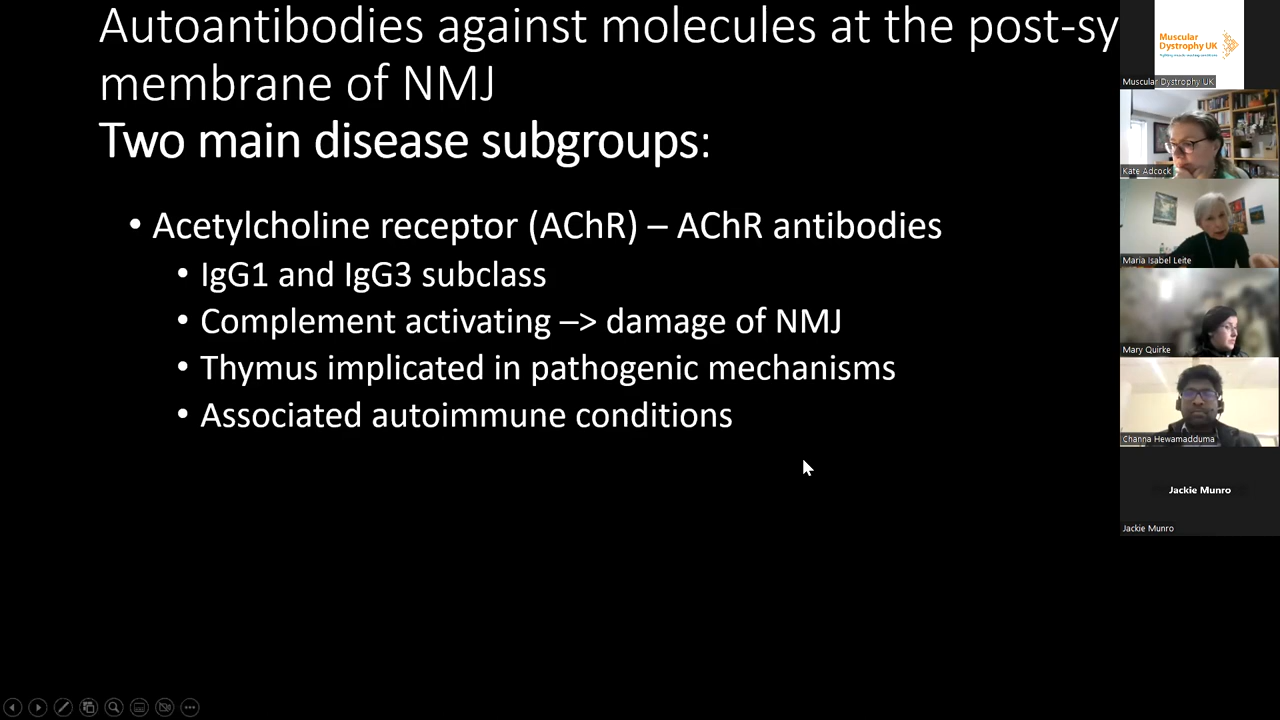 Autoantibodies against molecules at the post-sy
membrane of NMJ
Two main disease subgroups:
• Acetylcholine receptor (AChR) – AChR antibodies
• IgG1 and IgG3 subclass
• Complement activating –> damage of NMJ
• Thymus implicated in pathogenic mechanisms
• Associated autoimmune conditions
Muscular
Dystrophy UK
Muscular Dystrophy UK
Kate Adcock
Maria Isabel Leite
Mary Quirke
Channa Hewamadduma
Jackie Munro
Jackie Munro